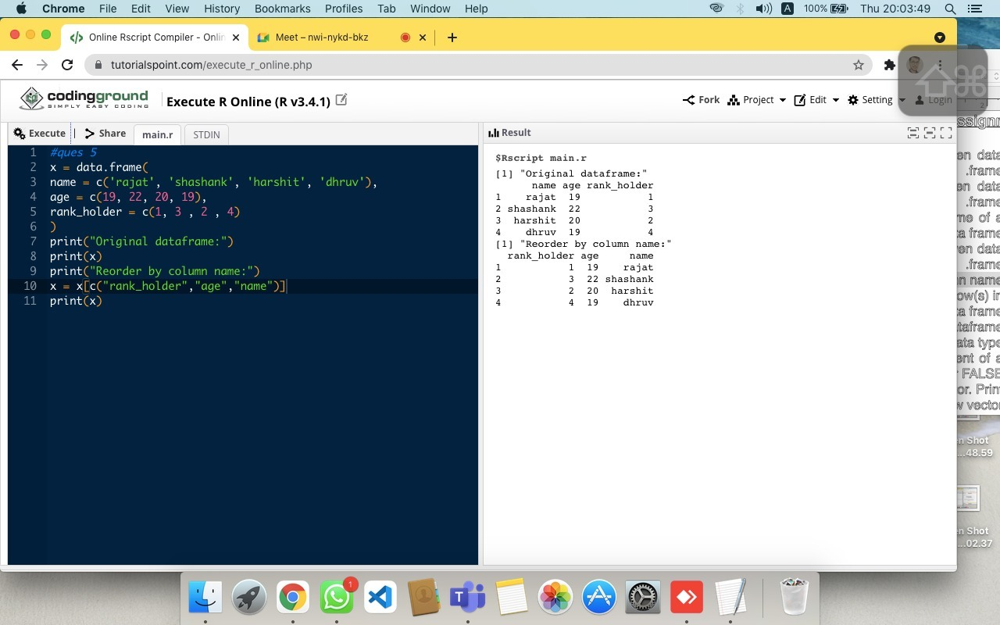 Chrome File Edit View History Bookmarks Profiles Tab Window Help A 100% Thu 20:03:49
Online Rscript Compiler - Onlin Meet – nwi-nykd-bkz
tutorialspoint.com/execute_r_online.php
codingground
SIMPLY EASY CODING
Execute R Online (R v3.4.1)
Fork Project Edit Setting Login
Execute Share main.r STDIN
1 #ques 5
2 x = data.frame(
3 name = c('rajat', 'shashank', 'harshit', 'dhruv'),
4 age = c(19, 22, 20, 19),
5 rank_holder = c(1, 3 , 2 , 4)
6 )
7 print("Original dataframe:")
8 print(x)
9 print("Reorder by column name:")
10 x = x[c("rank_holder","age","name")]
11 print(x)
Result
$Rscript main.r
[1] "Original dataframe:"
name age rank_holder
1 rajat 19 1
2 shashank 22 3
3 harshit 20 2
4 dhruv 19 4
[1] "Reorder by column name:"
rank_holder age name
1 1 19 rajat
2 3 22 shashank
3 2 20 harshit
4 4 19 dhruv
ssignm
en data
.frame
en data
.frame
me of a
ta frame
en data
.frame
n name
ow(s) in
ta frame
taframe
ata type
ent of a
r FALSE
or. Prin
w vector
n Shot
...48.59
n Shot
...02.37
1